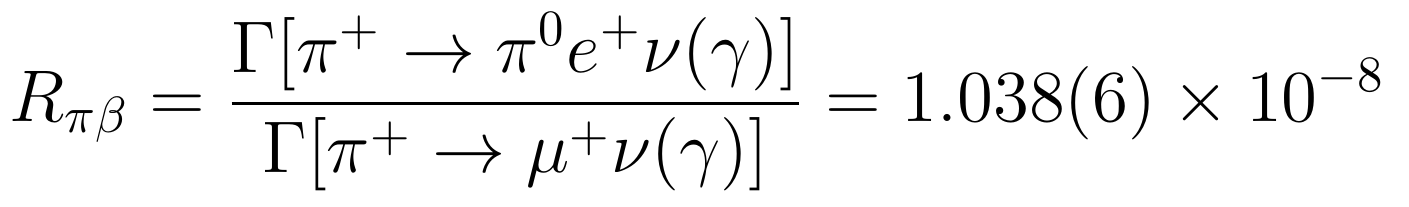 R_{\pi\beta} = \frac{\Gamma[\pi^+ \to \pi^0 e^+ \nu(\gamma)]}{\Gamma[\pi^+ \to \mu^+ \nu(\gamma)]} = 1.038(6) \times 10^{-8}